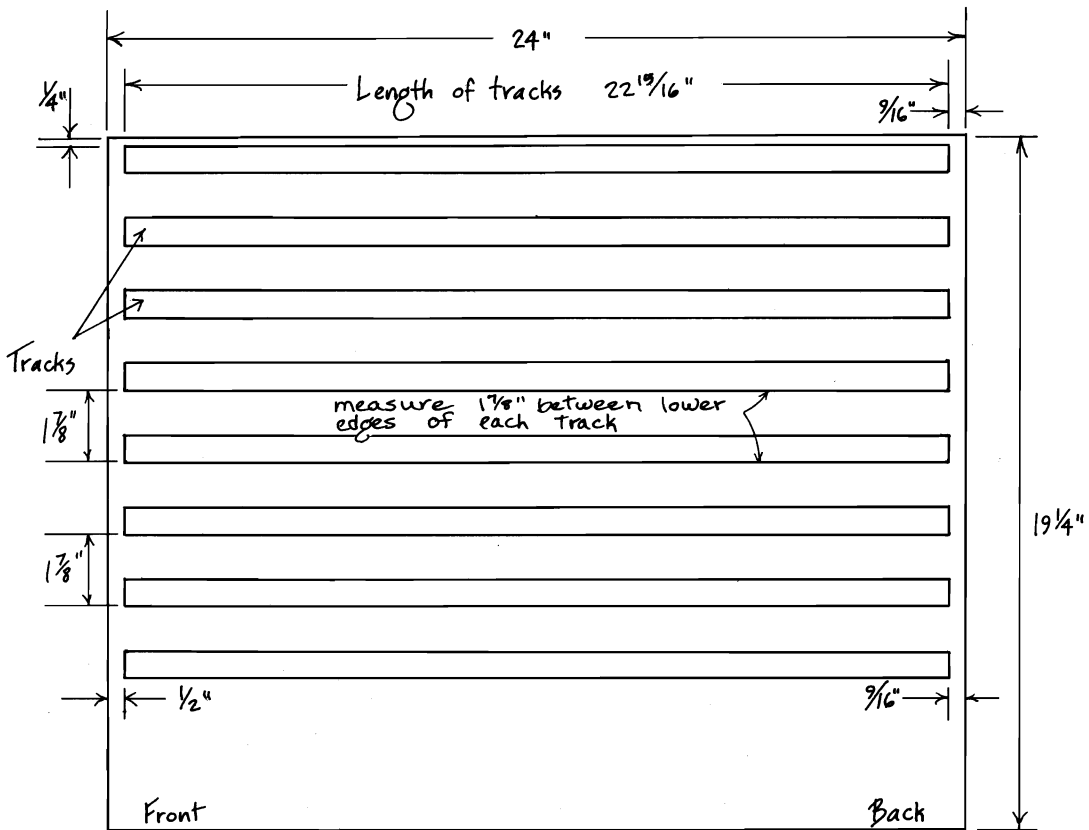 24"
Length of tracks 22 15/16"
1/4"
9/16"
Tracks
1 7/8"
measure 1 7/8" between lower
edges of each track
19 1/4"
1 7/8"
1/2"
9/16"
Front
Back